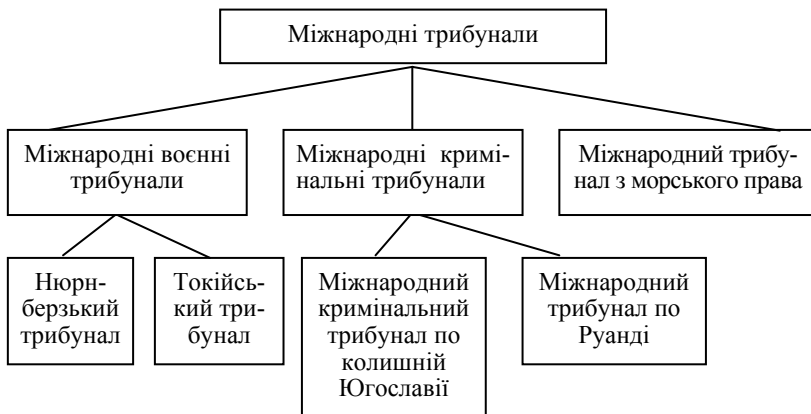 Міжнародні трибунали
Міжнародні воєнні
трибунали
Міжнародні кримі-
нальні трибунали
Міжнародний трибу-
нал з морського права
Нюрн-
берзький
трибунал
Токійсь-
кий три-
бунал
Міжнародний
кримінальний
трибунал по
колишній
Югославії
Міжнародний
трибунал по
Руанді